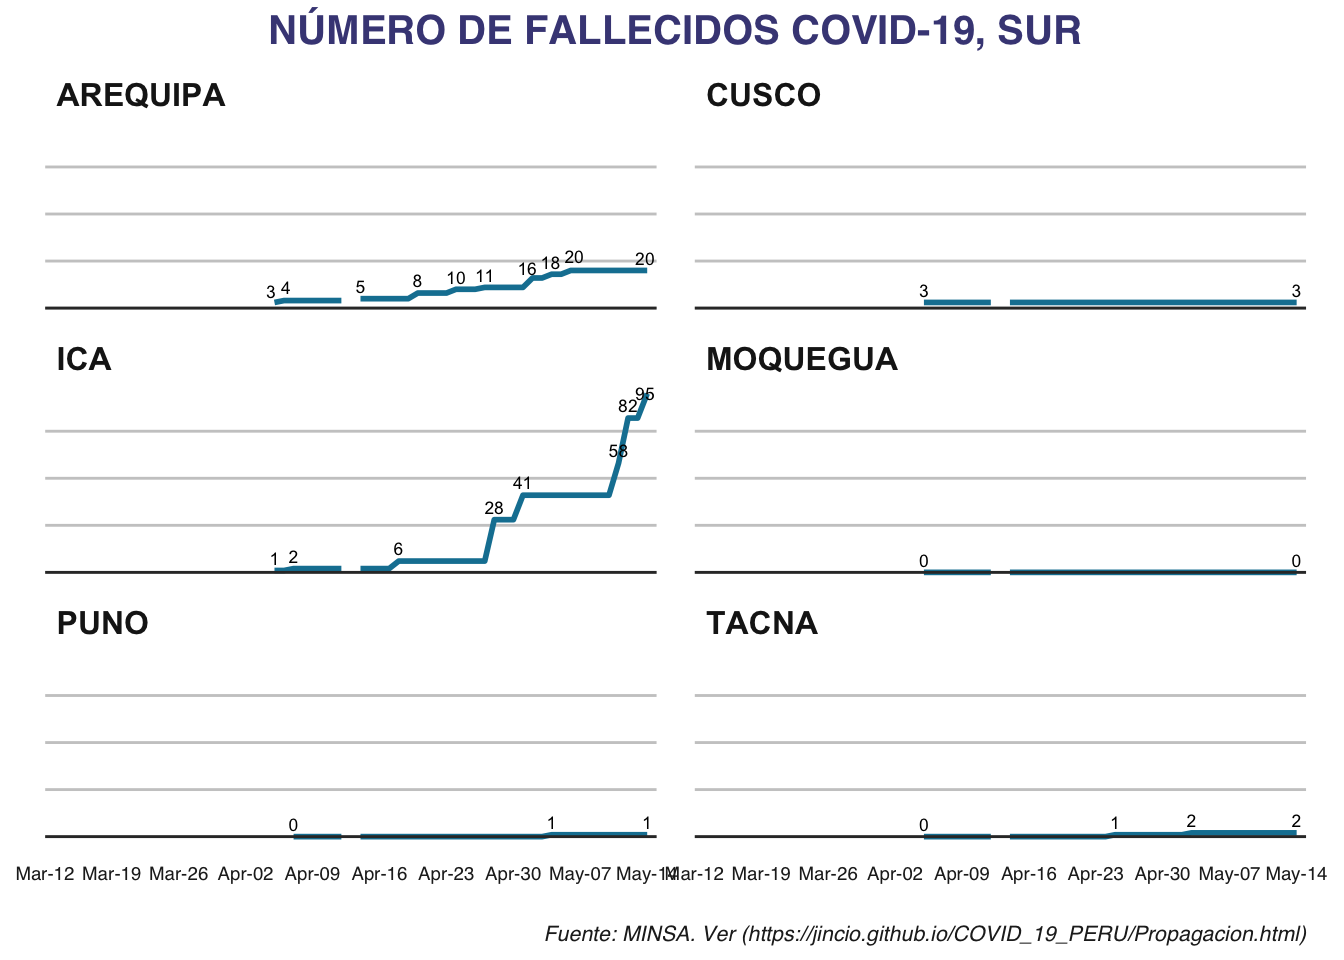 NÚMERO DE FALLECIDOS COVID-19, SUR
AREQUIPA
3 4 5 8 10 11 16 18 20 20
CUSCO
3 3
ICA
1 2 6 28 41 58 82 95
MOQUEGUA
0 0
PUNO
0 1 1
TACNA
0 1 2 2
Mar-12 Mar-19 Mar-26 Apr-02 Apr-09 Apr-16 Apr-23 Apr-30 May-07 May-14 Mar-12 Mar-19 Mar-26 Apr-02 Apr-09 Apr-16 Apr-23 Apr-30 May-07 May-14
Fuente: MINSA. Ver (https://jincio.github.io/COVID_19_PERU/Propagacion.html)